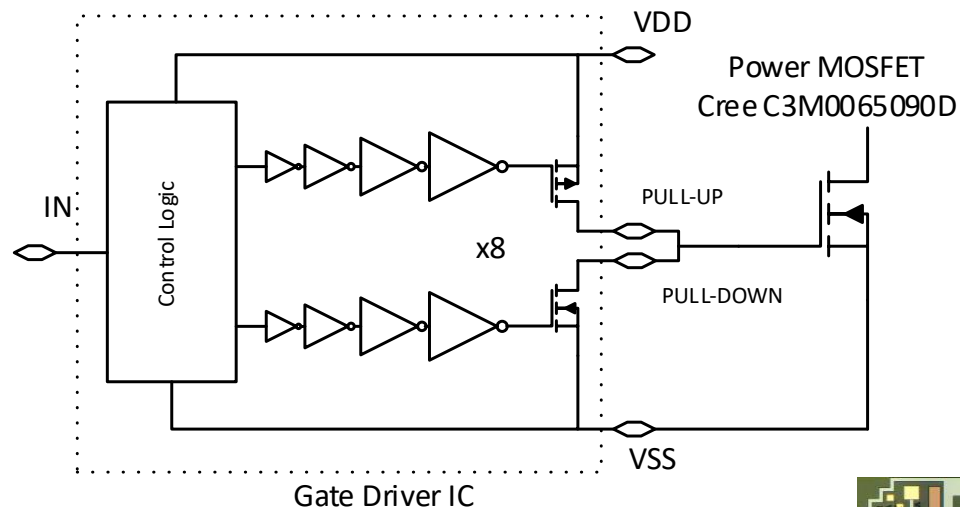 VDD
Power MOSFET
Cree C3M0065090D
IN
Control Logic
PULL-UP
x8
PULL-DOWN
VSS
Gate Driver IC